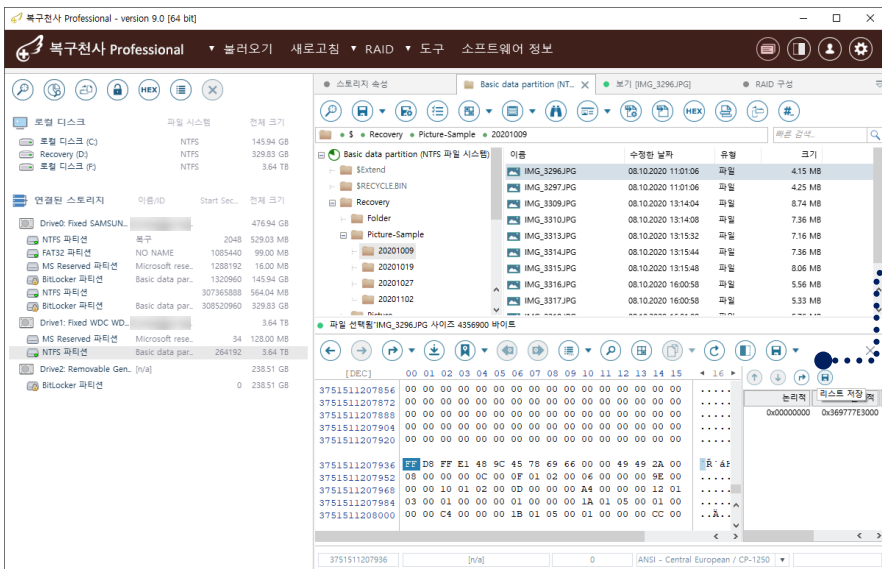 복구천사 Professional - version 9.0 [64 bit]
복구천사 Professional
▼ 불러오기 새로고침 ▼ RAID ▼ 도구 소프트웨어 정보
HEX
로컬 디스크 파일 시스템 전체 크기
로컬 디스크 (C:) NTFS 145.94 GB
Recovery (D:) NTFS 329.83 GB
로컬 디스크 (F:) NTFS 3.64 TB
연결된 스토리지 이름/ID Start Sec... 전체 크기
Drive0: Fixed SAMSUN... 476.94 GB
NTFS 파티션 복구 2048 529.03 MB
FAT32 파티션 NO NAME 1085440 99.00 MB
MS Reserved 파티션 Microsoft rese... 1288192 16.00 MB
BitLocker 파티션 Basic data par... 1320960 145.94 GB
NTFS 파티션 307365888 564.04 MB
BitLocker 파티션 Basic data par... 308520960 329.83 GB
Drive1: Fixed WDC WD... 3.64 TB
MS Reserved 파티션 Microsoft rese... 34 128.00 MB
NTFS 파티션 Basic data par... 264192 3.64 TB
Drive2: Removable Gen... [n/a] 238.51 GB
BitLocker 파티션 0 238.51 GB
스토리지 속성 Basic data partition (NT... 보기 [IMG_3296.JPG] RAID 구성
HEX
$ Recovery Picture-Sample 20201009
빠른 검색...
Basic data partition (NTFS 파일 시스템)
$Extend
$RECYCLE.BIN
Recovery
Folder
Picture-Sample
20201009
20201019
20201027
20201102
Picture
이름 수정한 날짜 유형 크기
IMG_3296.JPG 08.10.2020 11:01:06 파일 4.15 MB
IMG_3297.JPG 08.10.2020 11:01:06 파일 4.25 MB
IMG_3309.JPG 08.10.2020 13:14:04 파일 8.74 MB
IMG_3310.JPG 08.10.2020 13:14:08 파일 7.36 MB
IMG_3313.JPG 08.10.2020 13:15:32 파일 7.16 MB
IMG_3314.JPG 08.10.2020 13:15:44 파일 7.36 MB
IMG_3315.JPG 08.10.2020 13:15:48 파일 8.06 MB
IMG_3316.JPG 08.10.2020 16:00:58 파일 5.56 MB
IMG_3317.JPG 08.10.2020 16:00:58 파일 5.33 MB
파일 선택됨"IMG_3296.JPG 사이즈 4356900 바이트
[DEC] 00 01 02 03 04 05 06 07 08 09 10 11 12 13 14 15 ◄ 16 ►
3751511207856 00 00 00 00 00 00 00 00 00 00 00 00 00 00 00 00 .....
3751511207872 00 00 00 00 00 00 00 00 00 00 00 00 00 00 00 00 .....
3751511207888 00 00 00 00 00 00 00 00 00 00 00 00 00 00 00 00 .....
3751511207904 00 00 00 00 00 00 00 00 00 00 00 00 00 00 00 00 .....
3751511207920 00 00 00 00 00 00 00 00 00 00 00 00 00 00 00 00 .....
3751511207936 FF D8 FF E1 48 9C 45 78 69 66 00 00 49 49 2A 00
3751511207952 08 00 00 00 0C 00 0F 01 02 00 06 00 00 00 9E 00 .....
3751511207968 00 00 10 01 02 00 0D 00 00 00 A4 00 00 00 12 01 .....
3751511207984 03 00 01 00 00 00 01 00 00 00 1A 01 05 00 01 00 .....
3751511208000 00 00 C4 00 00 00 1B 01 05 00 01 00 00 00 CC 00 ..Ä..
리스트 저장
논리적 적
0x00000000 0x369777E3000
3751511207936 [n/a] 0 ANSI - Central European / CP-1250